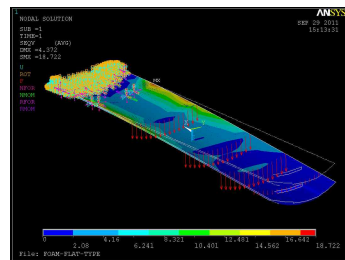 1
NODAL SOLUTION
ANSYS
SEP 29 2011
15:13:31
SUB =1
TIME=1
SEQV (AVG)
DMX =4.372
SMX =18.722
U
ROT
F
NFOR
NMOM
RFOR
RMOM
MX
0 4.16 8.321 12.481 16.642
2.08 6.241 10.401 14.562 18.722
File: FOAM-FLAT-TYPE